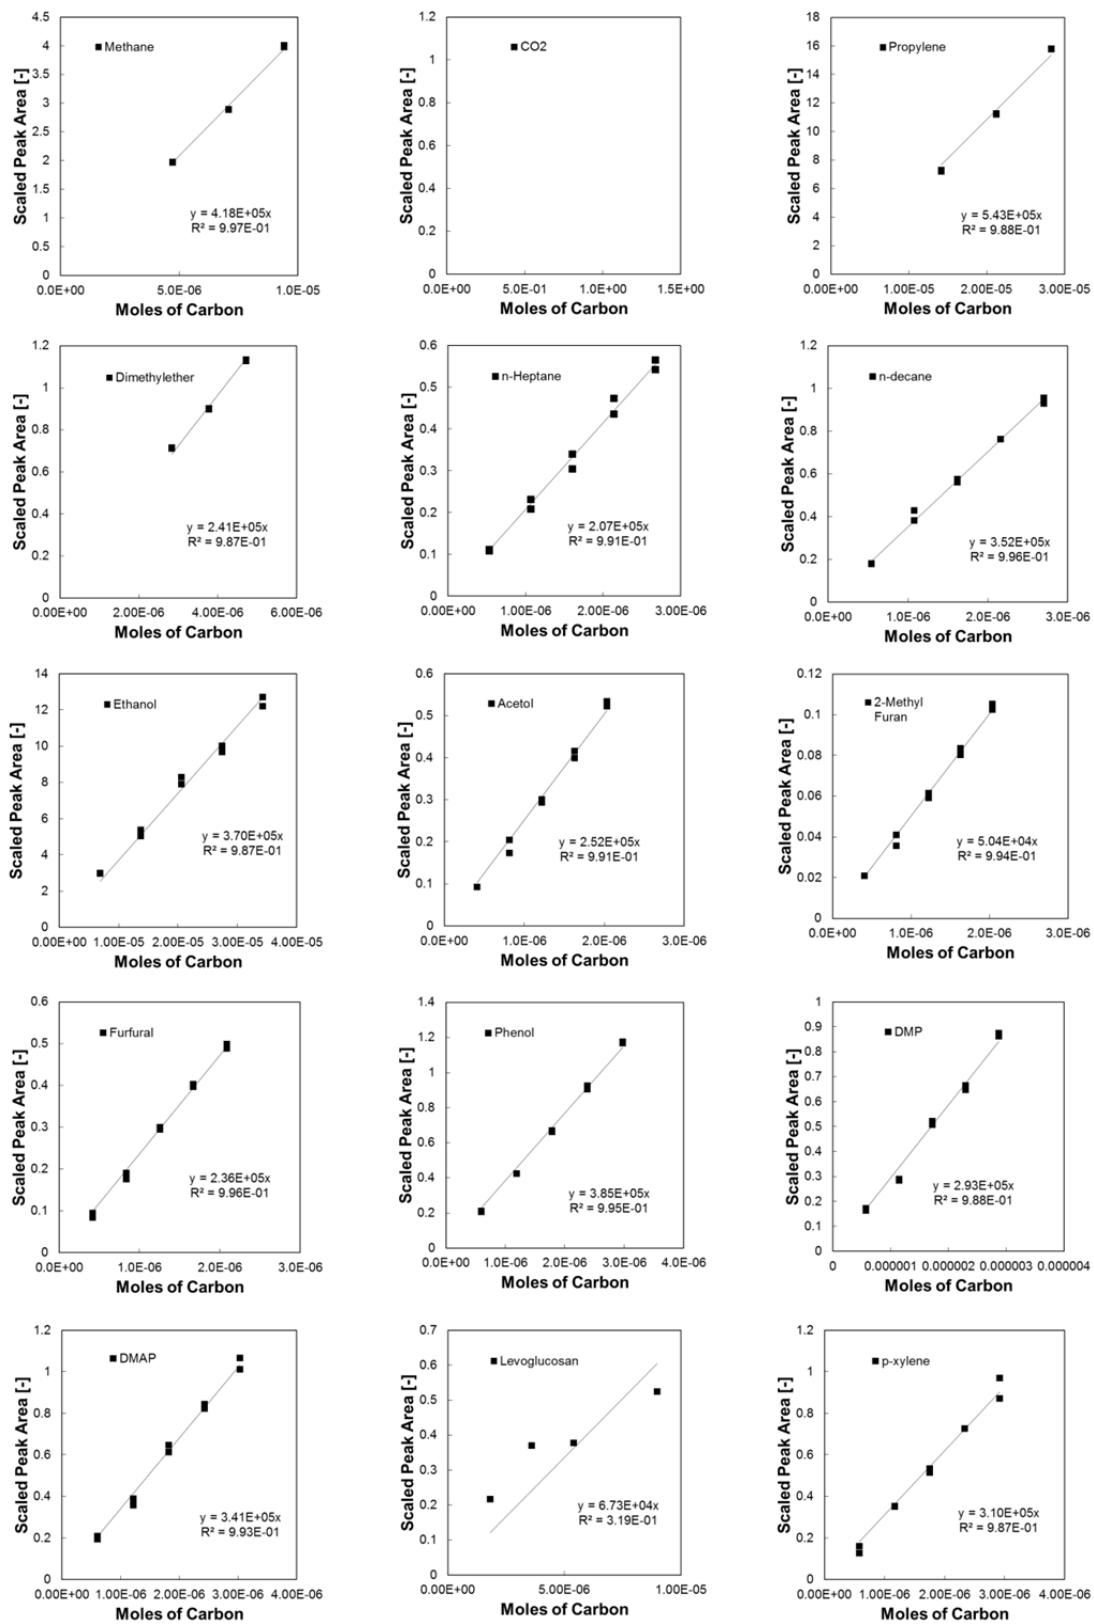 4.5
4
3.5
3
2.5
2
1.5
1
0.5
0
Scaled Peak Area [-]
Methane
y = 4.18E+05x
R² = 9.97E-01
0.0E+00 5.0E-06 1.0E-05
Moles of Carbon
1.2
1
0.8
0.6
0.4
0.2
0
Scaled Peak Area [-]
CO2
0.0E+00 5.0E-01 1.0E+00 1.5E+00
Moles of Carbon
18
16
14
12
10
8
6
4
2
0
Scaled Peak Area [-]
Propylene
y = 5.43E+05x
R² = 9.88E-01
0.00E+00 1.00E-05 2.00E-05 3.00E-05
Moles of Carbon
1.2
1
0.8
0.6
0.4
0.2
0
Scaled Peak Area [-]
Dimethylether
y = 2.41E+05x
R² = 9.87E-01
0.00E+00 2.00E-06 4.00E-06 6.00E-06
Moles of Carbon
0.6
0.5
0.4
0.3
0.2
0.1
0
Scaled Peak Area [-]
n-Heptane
y = 2.07E+05x
R² = 9.91E-01
0.00E+00 1.00E-06 2.00E-06 3.00E-06
Moles of Carbon
1.2
1
0.8
0.6
0.4
0.2
0
Scaled Peak Area [-]
n-decane
y = 3.52E+05x
R² = 9.96E-01
0.0E+00 1.0E-06 2.0E-06 3.0E-06
Moles of Carbon
14
12
10
8
6
4
2
0
Scaled Peak Area [-]
Ethanol
y = 3.70E+05x
R² = 9.87E-01
0.00E+00 1.00E-05 2.00E-05 3.00E-05 4.00E-05
Moles of Carbon
0.6
0.5
0.4
0.3
0.2
0.1
0
Scaled Peak Area [-]
Acetol
y = 2.52E+05x
R² = 9.91E-01
0.0E+00 1.0E-06 2.0E-06 3.0E-06
Moles of Carbon
0.12
0.1
0.08
0.06
0.04
0.02
0
Scaled Peak Area [-]
2-Methyl
Furan
y = 5.04E+04x
R² = 9.94E-01
0.0E+00 1.0E-06 2.0E-06 3.0E-06
Moles of Carbon
0.6
0.5
0.4
0.3
0.2
0.1
0
Scaled Peak Area [-]
Furfural
y = 2.36E+05x
R² = 9.96E-01
0.0E+00 1.0E-06 2.0E-06 3.0E-06
Moles of Carbon
1.4
1.2
1
0.8
0.6
0.4
0.2
0
Scaled Peak Area [-]
Phenol
y = 3.85E+05x
R² = 9.95E-01
0.0E+00 1.0E-06 2.0E-06 3.0E-06 4.0E-06
Moles of Carbon
1
0.9
0.8
0.7
0.6
0.5
0.4
0.3
0.2
0.1
0
Scaled Peak Area [-]
DMP
y = 2.93E+05x
R² = 9.88E-01
0 0.000001 0.000002 0.000003 0.000004
Moles of Carbon
1.2
1
0.8
0.6
0.4
0.2
0
Scaled Peak Area [-]
DMAP
y = 3.41E+05x
R² = 9.93E-01
0.00E+00 1.00E-06 2.00E-06 3.00E-06 4.00E-06
Moles of Carbon
0.7
0.6
0.5
0.4
0.3
0.2
0.1
0
Scaled Peak Area [-]
Levoglucosan
y = 6.73E+04x
R² = 3.19E-01
0.00E+00 5.00E-06 1.00E-05
Moles of Carbon
1.2
1
0.8
0.6
0.4
0.2
0
Scaled Peak Area [-]
p-xylene
y = 3.10E+05x
R² = 9.87E-01
0.00E+00 1.00E-06 2.00E-06 3.00E-06 4.00E-06
Moles of Carbon